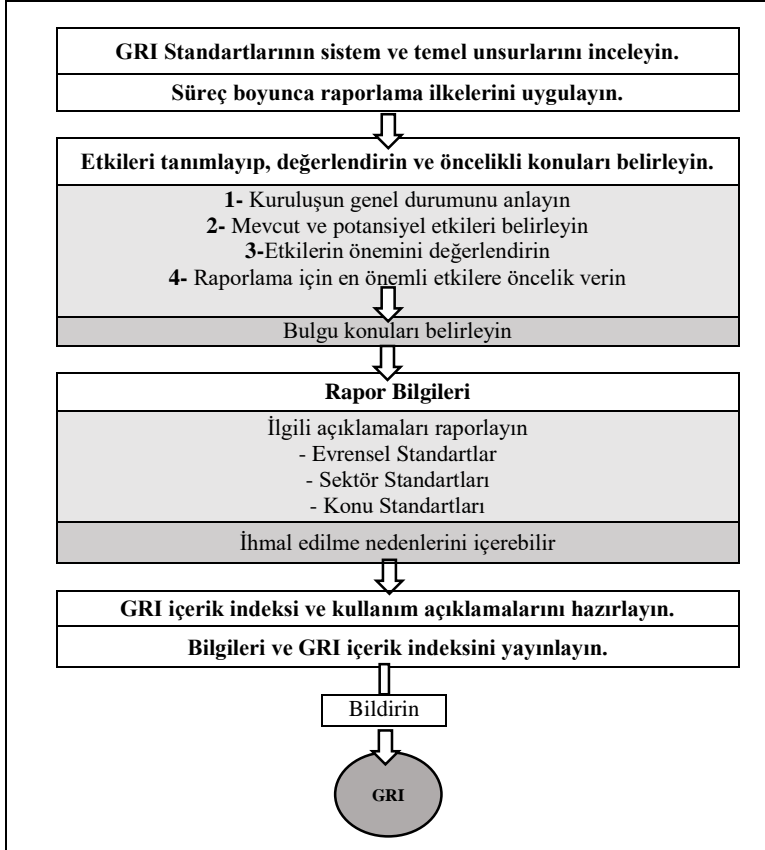 GRI Standartlarının sistem ve temel unsurlarını inceleyin.
Süreç boyunca raporlama ilkelerini uygulayın.
Etkileri tanımlayıp, değerlendirin ve öncelikli konuları belirleyin.
1- Kuruluşun genel durumunu anlayın
2- Mevcut ve potansiyel etkileri belirleyin
3-Etkilerin önemini değerlendirin
4- Raporlama için en önemli etkilere öncelik verin
Bulgu konuları belirleyin
Rapor Bilgileri
İlgili açıklamaları raporlayın
- Evrensel Standartlar
- Sektör Standartları
- Konu Standartları
İhmal edilme nedenlerini içerebilir
GRI içerik indeksi ve kullanım açıklamalarını hazırlayın.
Bilgileri ve GRI içerik indeksini yayınlayın.
Bildirin
GRI